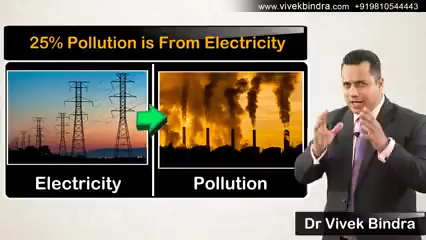 www.vivekbindra.com +919810544443
25% Pollution is From Electricity
Electricity
Pollution
Dr Vivek Bindra